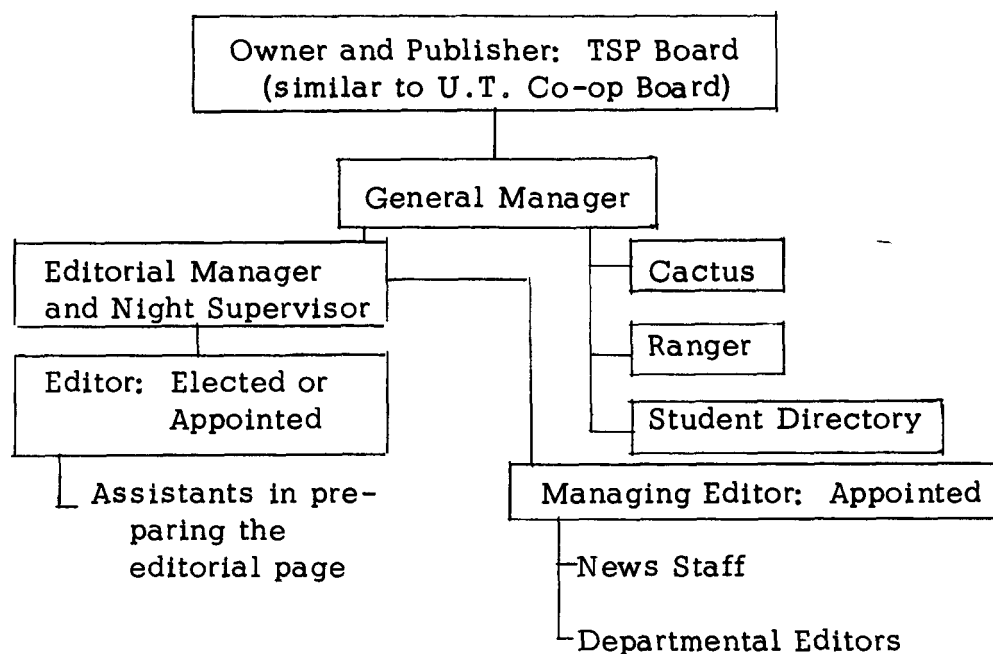 Owner and Publisher: TSP Board
(similar to U.T. Co-op Board)
General Manager
Editorial Manager
and Night Supervisor
Cactus
Ranger
Student Directory
Editor: Elected or
Appointed
Assistants in pre-
paring the
editorial page
Managing Editor: Appointed
News Staff
Departmental Editors